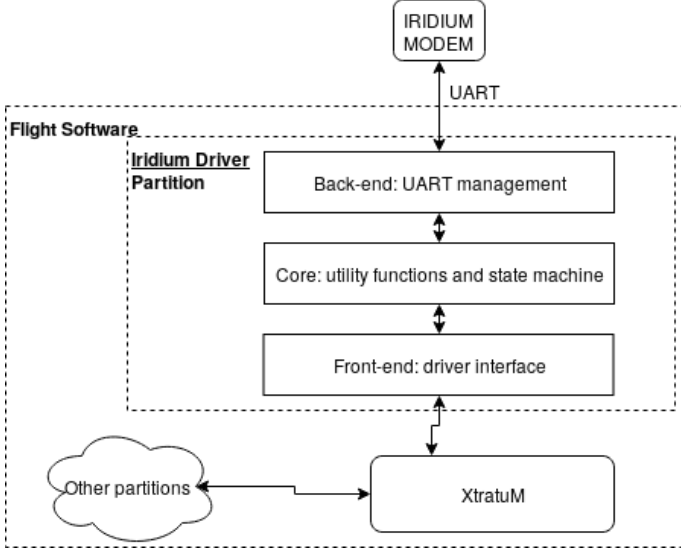 IRIDIUM
MODEM
UART
Flight Software
Iridium Driver
Partition
Back-end: UART management
Core: utility functions and state machine
Front-end: driver interface
Other partitions
XtratuM